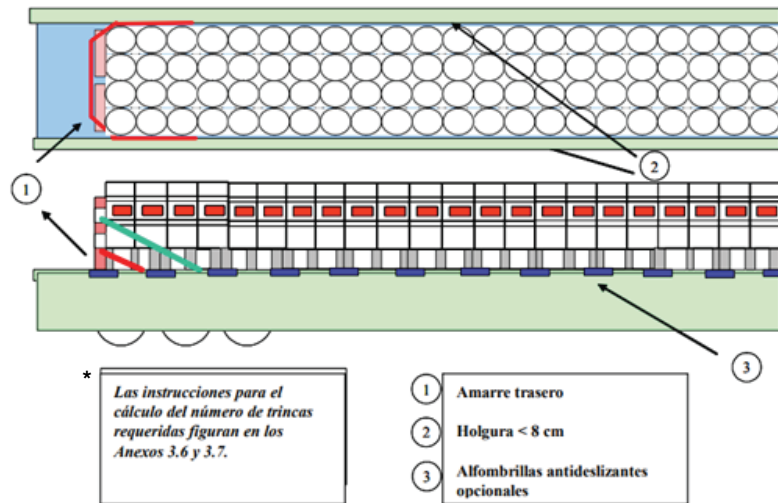 2
1
3
*
Las instrucciones para el
cálculo del número de trincas
requeridas figuran en los
Anexos 3.6 y 3.7.
1 Amarre trasero
2 Holgura < 8 cm
3 Alfombrillas antideslizantes
opcionales